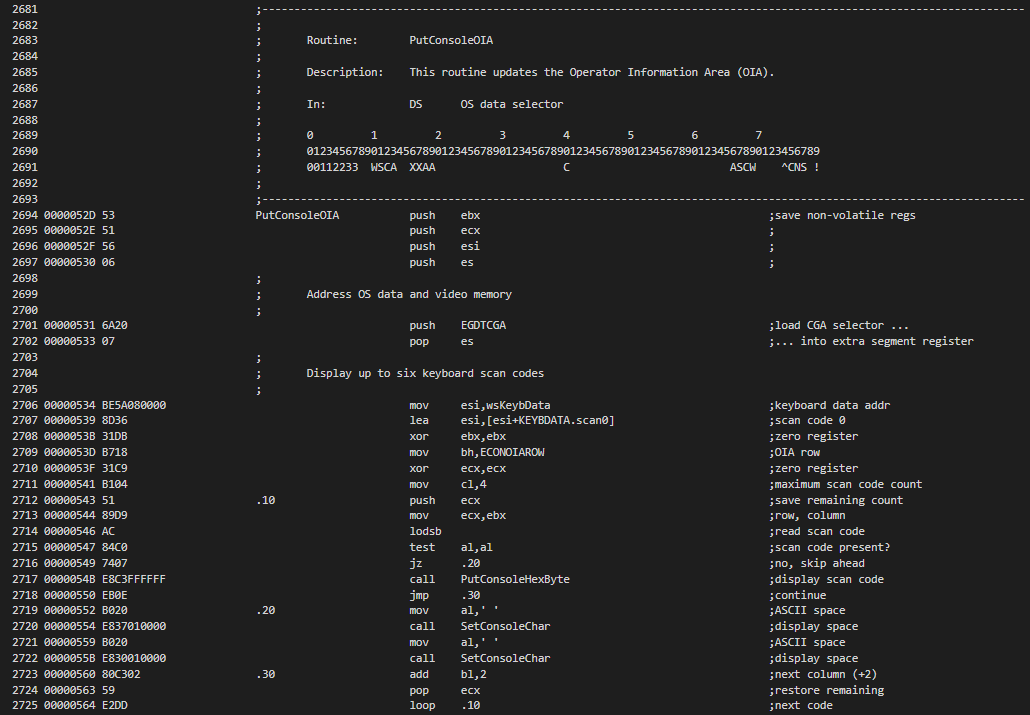 2681 ;-----------------------------------------------------------------------------------------------------------------------
2682 ;
2683 ; Routine: PutConsoleOIA
2684 ;
2685 ; Description: This routine updates the Operator Information Area (OIA).
2686 ;
2687 ; In: DS OS data selector
2688 ;
2689 ; 0         1         2         3         4         5         6         7
2690 ; 01234567890123456789012345678901234567890123456789012345678901234567890123456789
2691 ; 00112233  WSCA  XXAA                    C                         ASCW    ^CNS !
2692 ;
2693 ;-----------------------------------------------------------------------------------------------------------------------
2694 0000052D 53 PutConsoleOIA push ebx ;save non-volatile regs
2695 0000052E 51 push ecx ;
2696 0000052F 56 push esi ;
2697 00000530 06 push es ;
2698 ;
2699 ; Address OS data and video memory
2700 ;
2701 00000531 6A20 push EGDTCGA ;load CGA selector ...
2702 00000533 07 pop es ;... into extra segment register
2703 ;
2704 ; Display up to six keyboard scan codes
2705 ;
2706 00000534 BE5A080000 mov esi,wsKeybData ;keyboard data addr
2707 00000539 8D36 lea esi,[esi+KEYBDATA.scan0] ;scan code 0
2708 0000053B 31DB xor ebx,ebx ;zero register
2709 0000053D B718 mov bh,ECONOIAROW ;OIA row
2710 0000053F 31C9 xor ecx,ecx ;zero register
2711 00000541 B104 mov cl,4 ;maximum scan code count
2712 00000543 51 .10 push ecx ;save remaining count
2713 00000544 89D9 mov ecx,ebx ;row, column
2714 00000546 AC lodsb ;read scan code
2715 00000547 84C0 test al,al ;scan code present?
2716 00000549 7407 jz .20 ;no, skip ahead
2717 0000054B E8C3FFFFFF call PutConsoleHexByte ;display scan code
2718 00000550 EB0E jmp .30 ;continue
2719 00000552 B020 .20 mov al,' ' ;ASCII space
2720 00000554 E837010000 call SetConsoleChar ;display space
2721 00000559 B020 mov al,' ' ;ASCII space
2722 0000055B E830010000 call SetConsoleChar ;display space
2723 00000560 80C302 .30 add bl,2 ;next column (+2)
2724 00000563 59 pop ecx ;restore remaining
2725 00000564 E2DD loop .10 ;next code